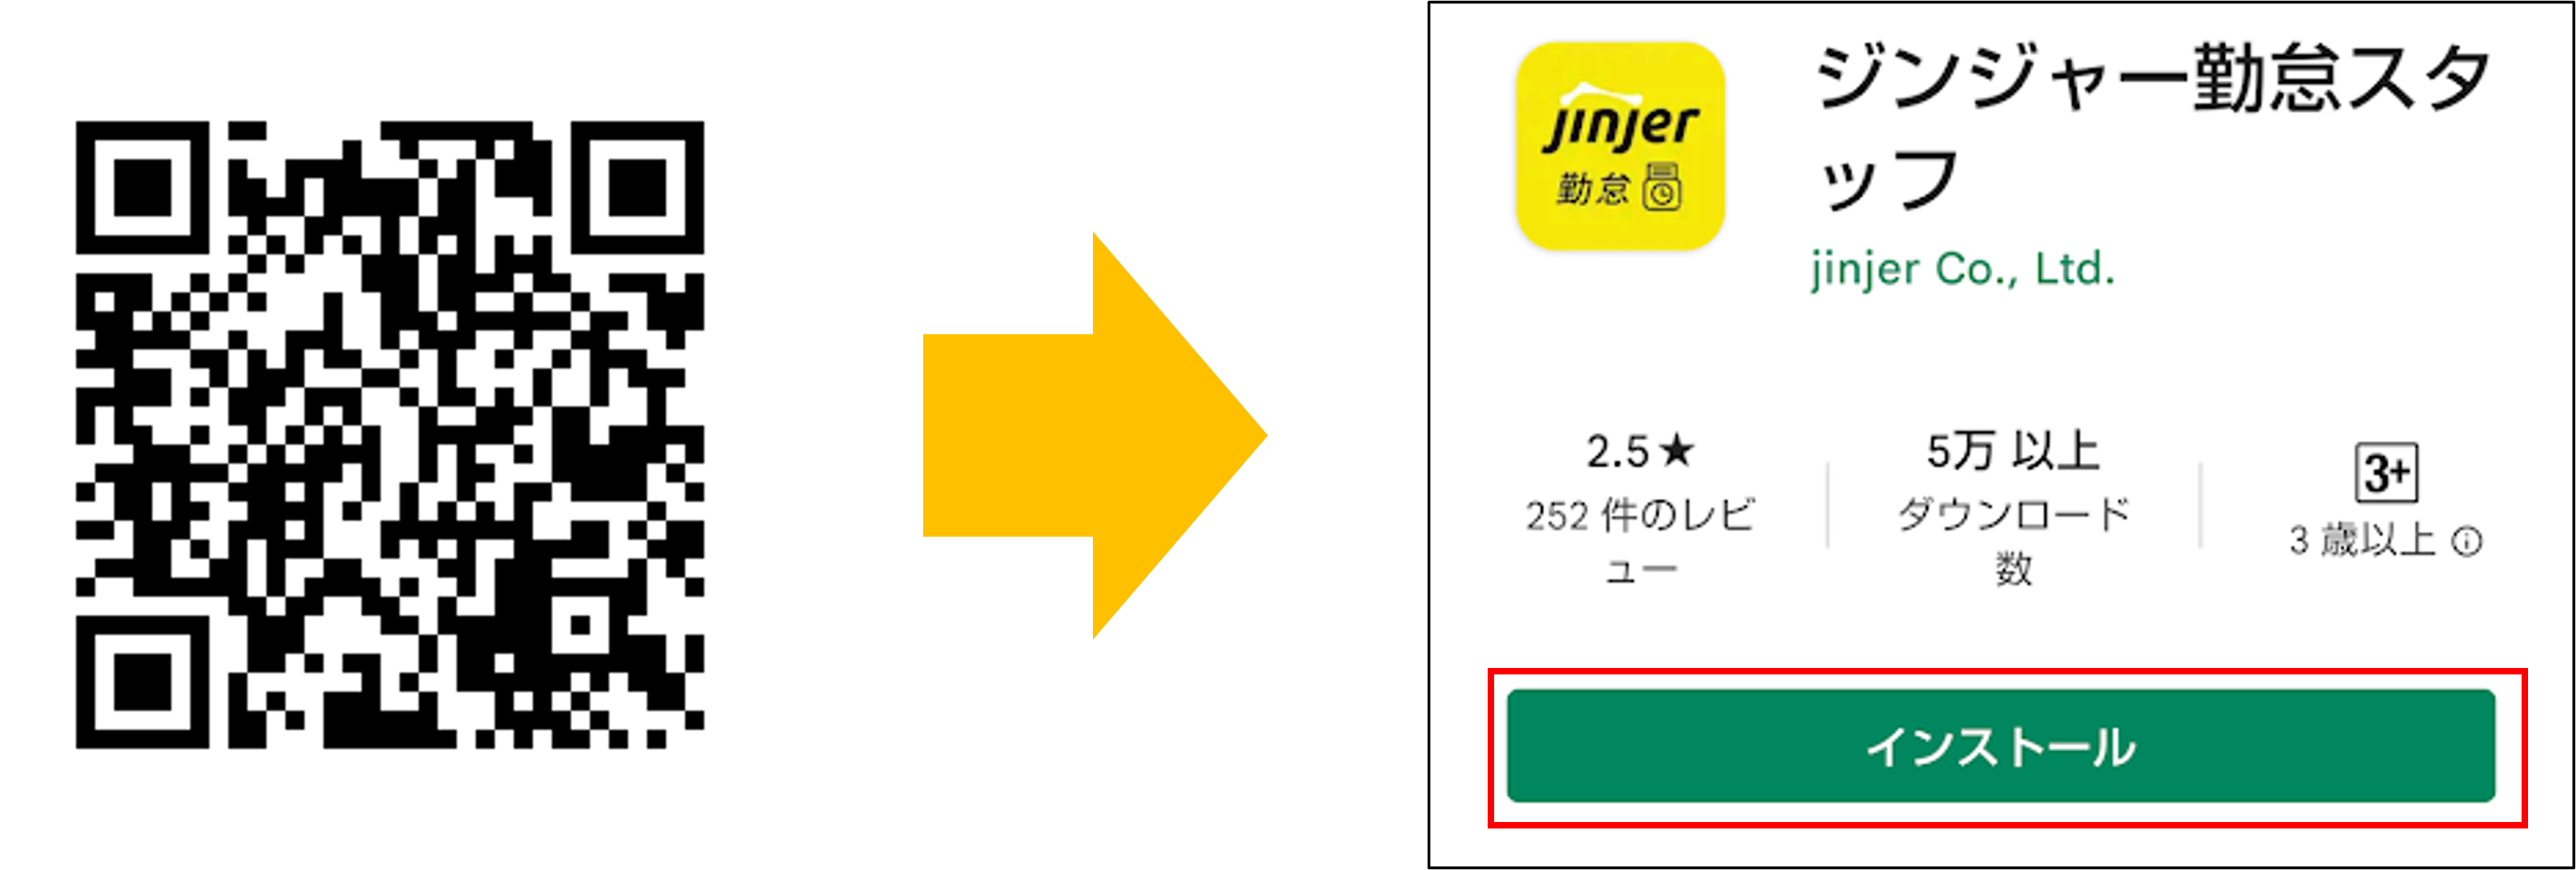 jinjer
勤怠
ジンジャー勤怠スタ
ッフ
jinjer Co., Ltd.
2.5★
252 件のレビ
ュー
5万 以上
ダウンロード
数
3+
3 歳以上
インストール